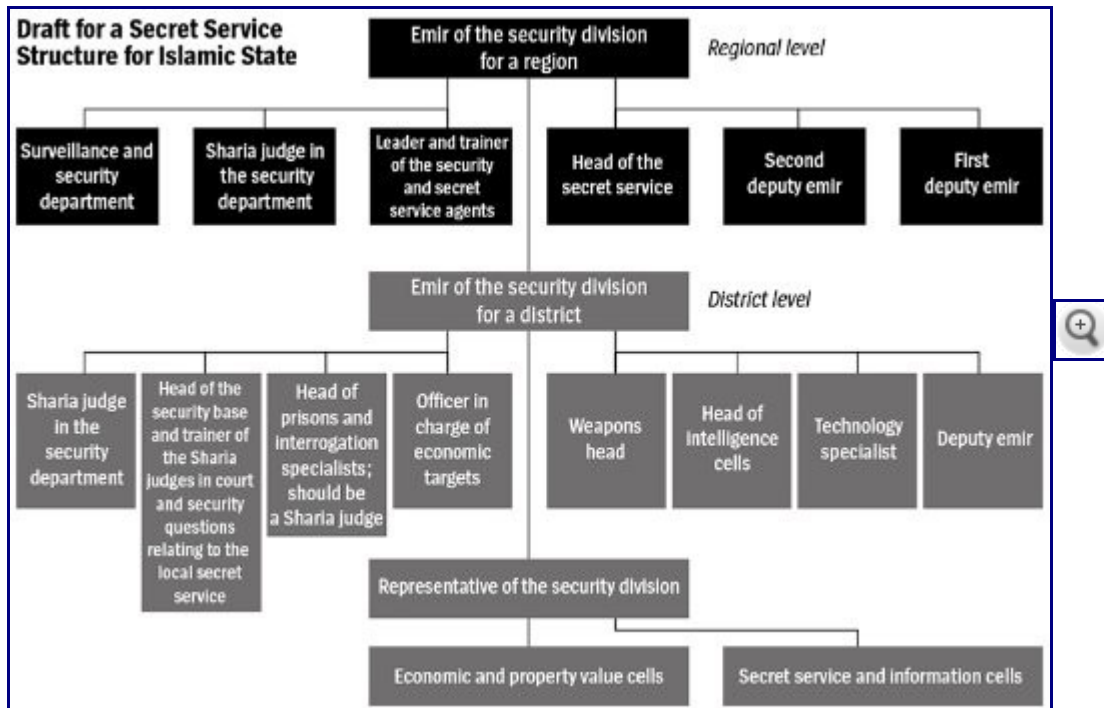 Draft for a Secret Service
Structure for Islamic State
Emir of the security division
for a region
Regional level
Surveillance and
security
department
Sharia judge in
the security
department
Leader and trainer
of the security
and secret
service agents
Head of the
secret service
Second
deputy emir
First
deputy emir
Emir of the security division
for a district
District level
Sharia judge
in the
security
department
Head of the
security base
and trainer of
the Sharia
judges in court
and security
questions
relating to the
local secret
service
Head of
prisons and
interrogation
specialists;
should be
a Sharia judge
Officer in
charge of
economic
targets
Weapons
head
Head of
intelligence
cells
Technology
specialist
Deputy emir
Representative of the security division
Economic and property value cells
Secret service and information cells